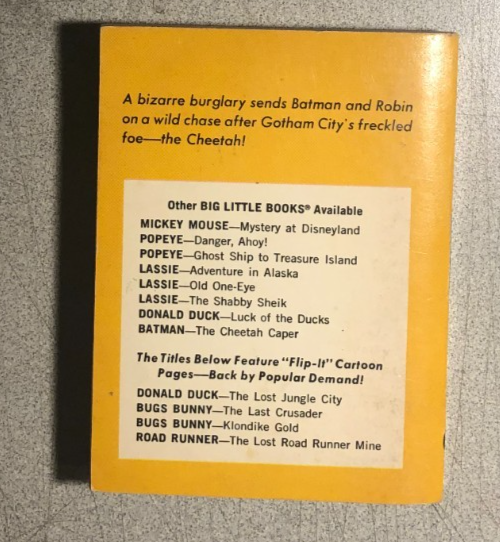 A bizarre burglary sends Batman and Robin
on a wild chase after Gotham City's freckled
foe—the Cheetah!
Other BIG LITTLE BOOKS® Available
MICKEY MOUSE—Mystery at Disneyland
POPEYE—Danger, Ahoy!
POPEYE—Ghost Ship to Treasure Island
LASSIE—Adventure in Alaska
LASSIE—Old One-Eye
LASSIE—The Shabby Sheik
DONALD DUCK—Luck of the Ducks
BATMAN—The Cheetah Caper
The Titles Below Feature "Flip-It" Cartoon
Pages—Back by Popular Demand!
DONALD DUCK—The Lost Jungle City
BUGS BUNNY—The Last Crusader
BUGS BUNNY—Klondike Gold
ROAD RUNNER—The Lost Road Runner Mine